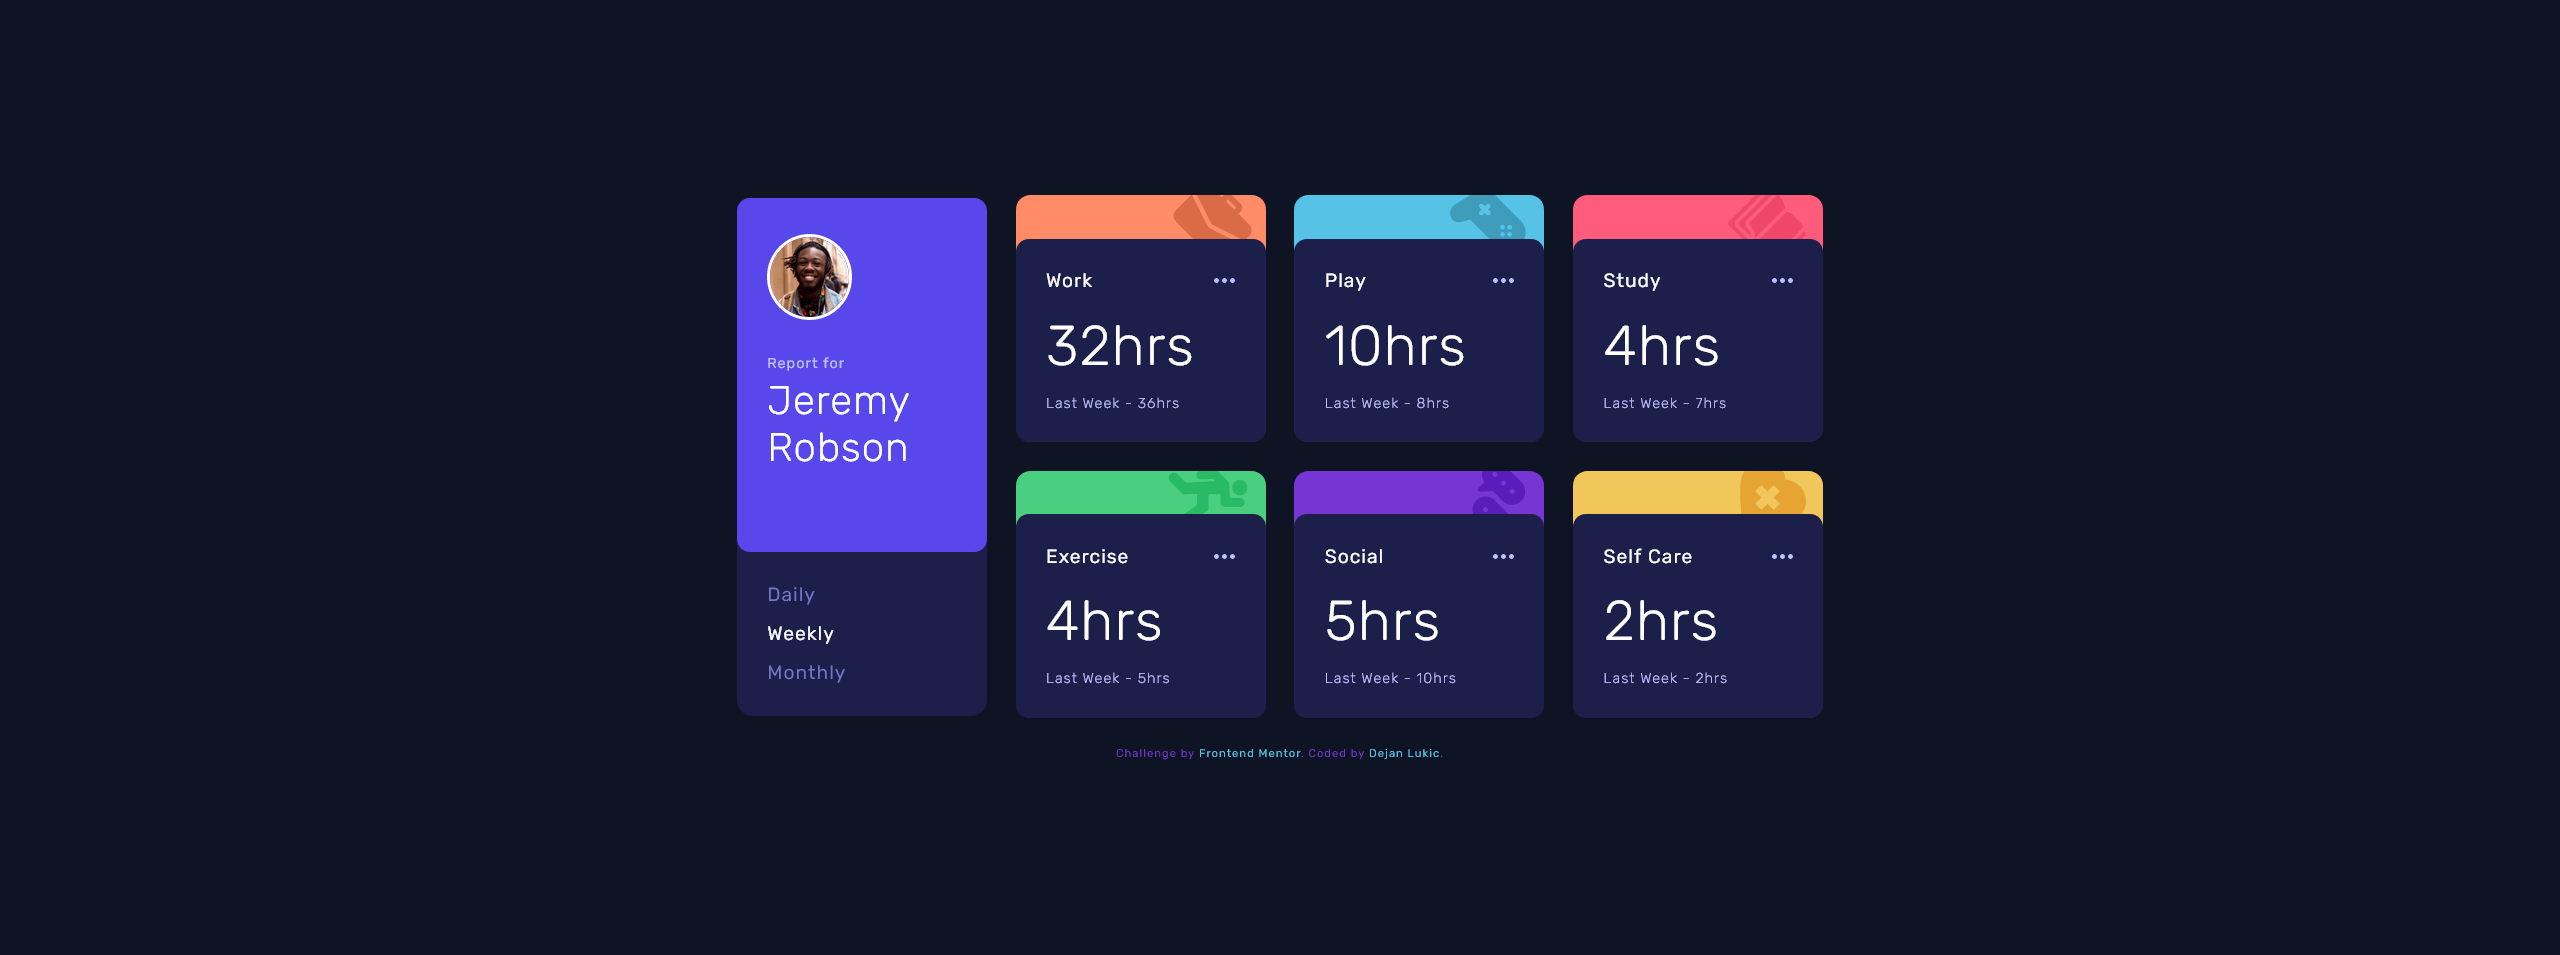 Report for
Jeremy
Robson
Daily
Weekly
Monthly
Work
32hrs
Last Week - 36hrs
Play
10hrs
Last Week - 8hrs
Study
4hrs
Last Week - 7hrs
Exercise
4hrs
Last Week - 5hrs
Social
5hrs
Last Week - 10hrs
Self Care
2hrs
Last Week - 2hrs
Challenge by Frontend Mentor. Coded by Dejan Lukic.